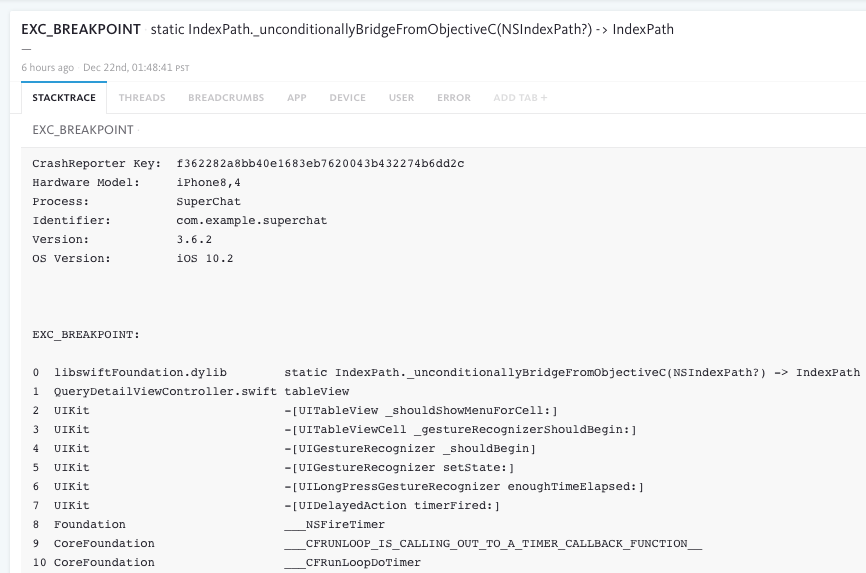 EXC_BREAKPOINT static IndexPath._unconditionallyBridgeFromObjectiveC(NSIndexPath?) -> IndexPath
—
6 hours ago · Dec 22nd, 01:48:41 PST
STACKTRACE THREADS BREADCRUMBS APP DEVICE USER ERROR ADD TAB +
EXC_BREAKPOINT ·
CrashReporter Key: f362282a8bb40e1683eb7620043b432274b6dd2c
Hardware Model: iPhone8,4
Process: SuperChat
Identifier: com.example.superchat
Version: 3.6.2
OS Version: iOS 10.2
EXC_BREAKPOINT:
0 libswiftFoundation.dylib static IndexPath._unconditionallyBridgeFromObjectiveC(NSIndexPath?) -> IndexPath
1 QueryDetailViewController.swift tableView
2 UIKit -[UITableView _shouldShowMenuForCell:]
3 UIKit -[UITableViewCell _gestureRecognizerShouldBegin:]
4 UIKit -[UIGestureRecognizer _shouldBegin]
5 UIKit -[UIGestureRecognizer setState:]
6 UIKit -[UILongPressGestureRecognizer enoughTimeElapsed:]
7 UIKit -[UIDelayedAction timerFired:]
8 Foundation ___NSFireTimer
9 CoreFoundation ___CFRUNLOOP_IS_CALLING_OUT_TO_A_TIMER_CALLBACK_FUNCTION__
10 CoreFoundation ___CFRunLoopDoTimer